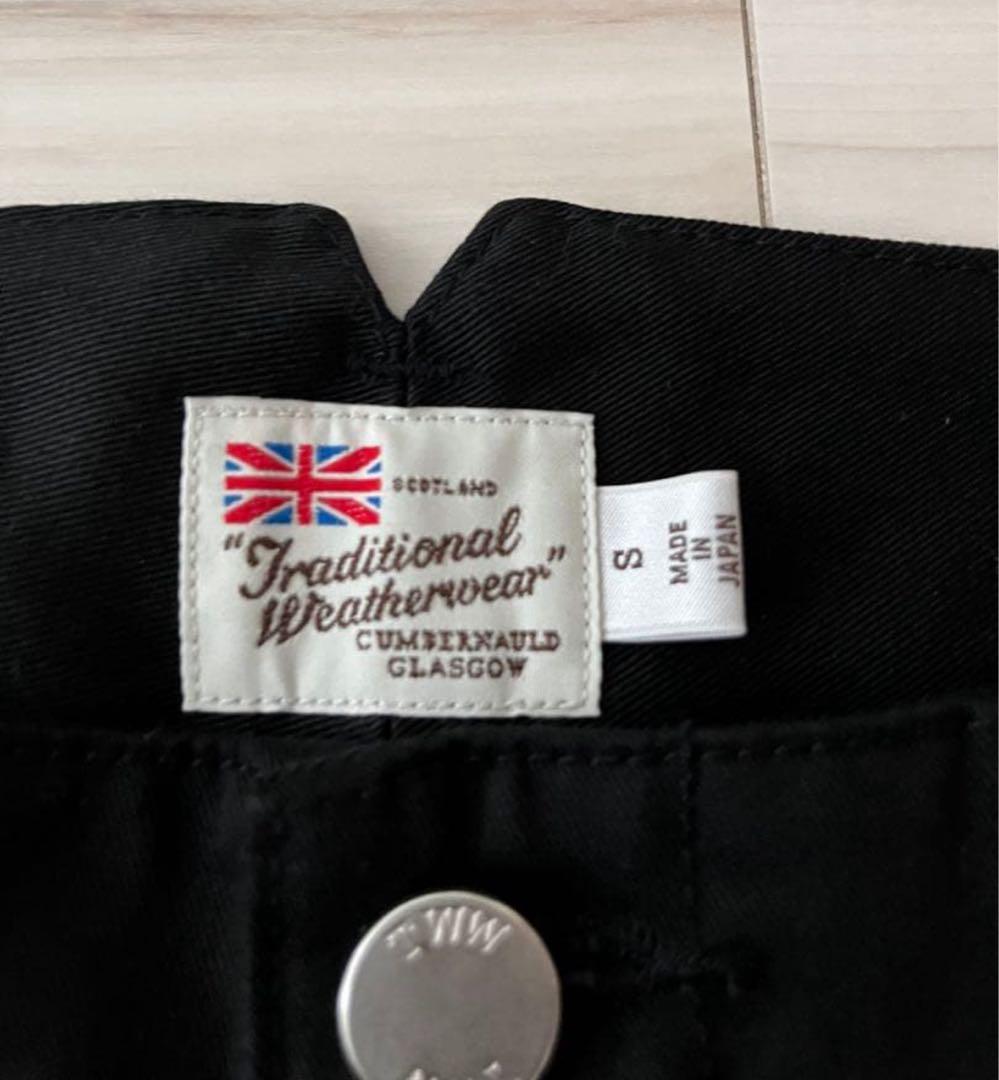 SCOTLAND
"Traditional
Weatherwear"
CUMBERNAULD
GLASGOW
S
MADE
IN
JAPAN
TWW